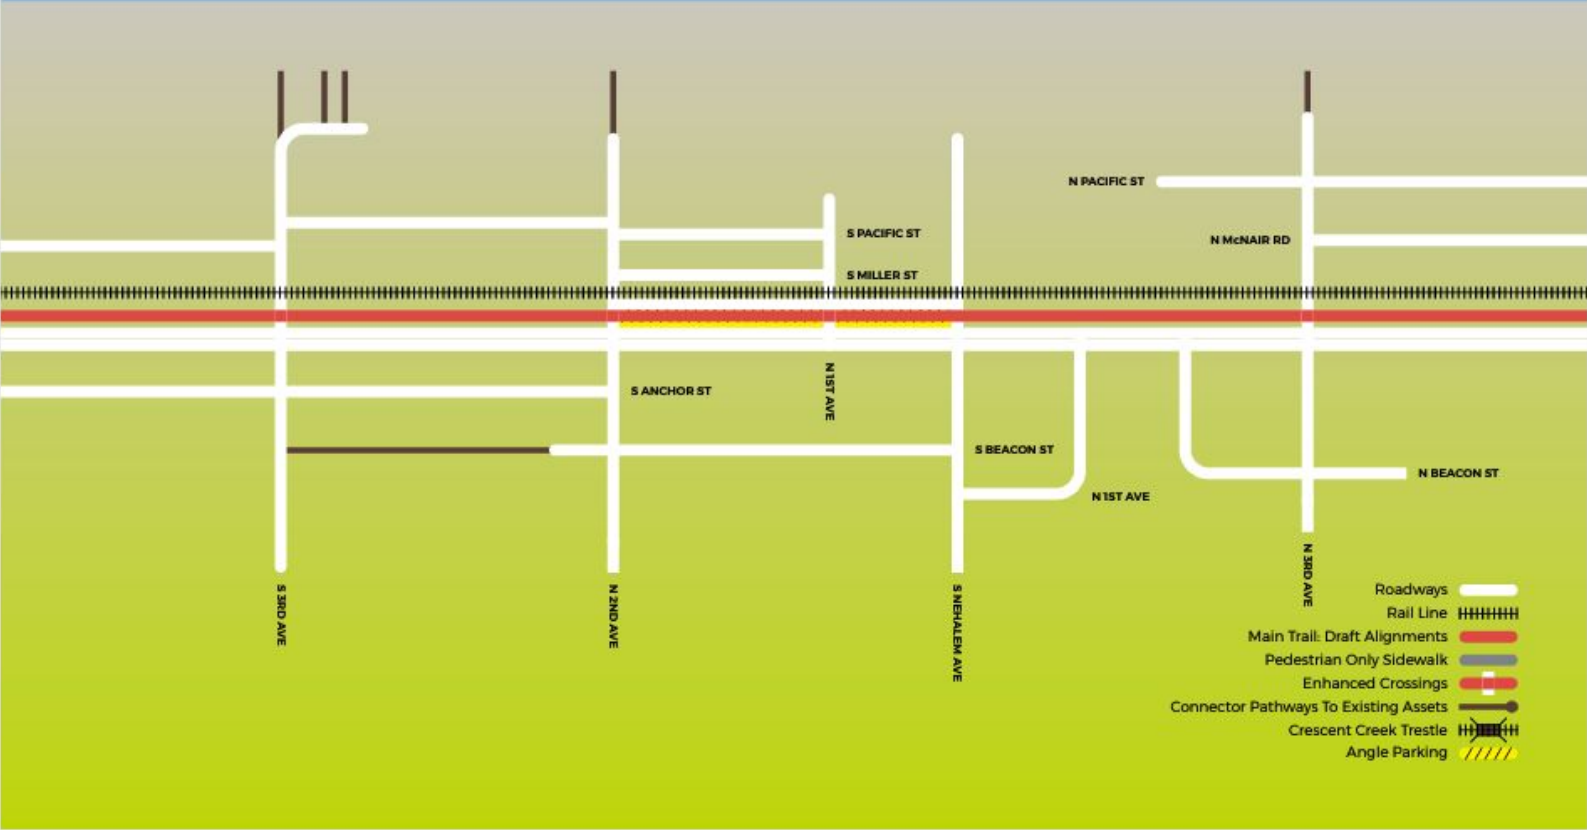 N PACIFIC ST
S PACIFIC ST
N McNAIR RD
S MILLER ST
N 1ST AVE
S ANCHOR ST
S BEACON ST
N BEACON ST
N 1ST AVE
S 3RD AVE
N 2ND AVE
S NEHALEM AVE
N 3RD AVE
Roadways
Rail Line
Main Trail: Draft Alignments
Pedestrian Only Sidewalk
Enhanced Crossings
Connector Pathways To Existing Assets
Crescent Creek Trestle
Angle Parking